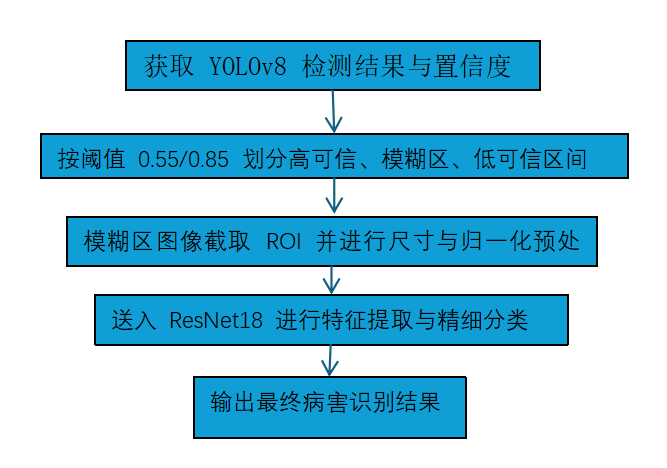 获取 YOLOv8 检测结果与置信度
按阈值 0.55/0.85 划分高可信、模糊区、低可信区间
模糊区图像截取 ROI 并进行尺寸与归一化预处
送入 ResNet18 进行特征提取与精细分类
输出最终病害识别结果